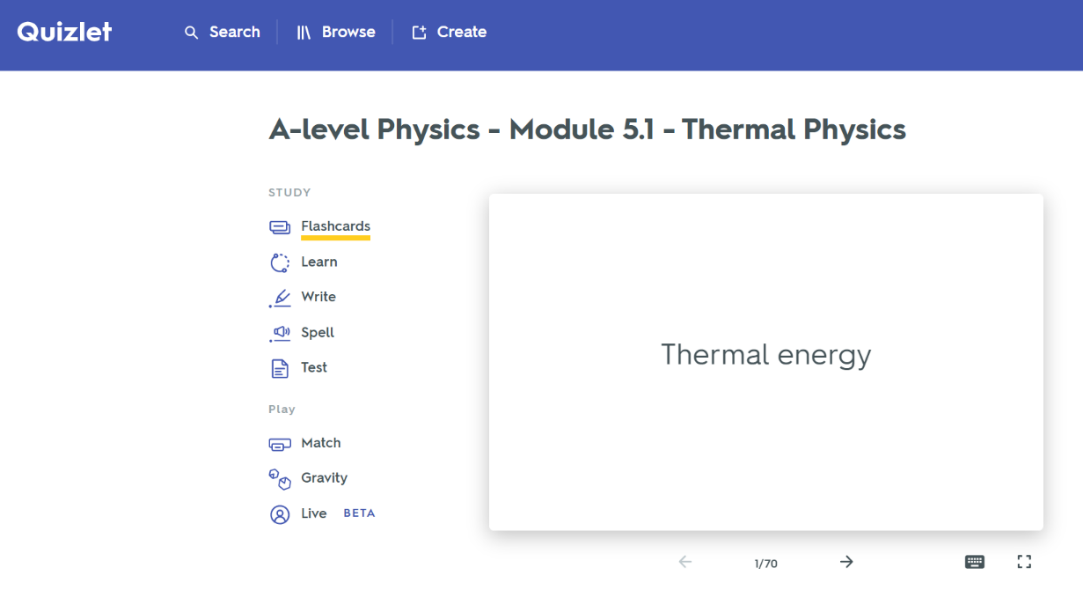 Quizlet
Search
Browse
Create
A-level Physics - Module 5.1 - Thermal Physics
STUDY
Flashcards
Learn
Write
Spell
Test
Play
Match
Gravity
Live BETA
Thermal energy
1/70